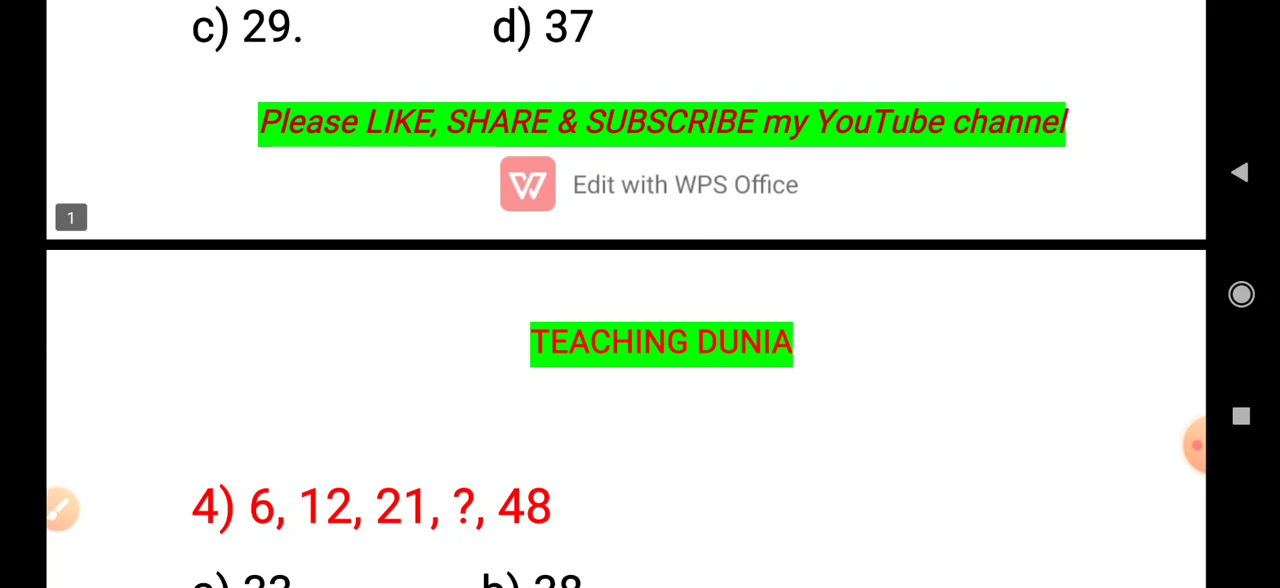 c) 29. d) 37
Please LIKE, SHARE & SUBSCRIBE my YouTube channel
Edit with WPS Office
1
TEACHING DUNIA
4) 6, 12, 21, ?, 48